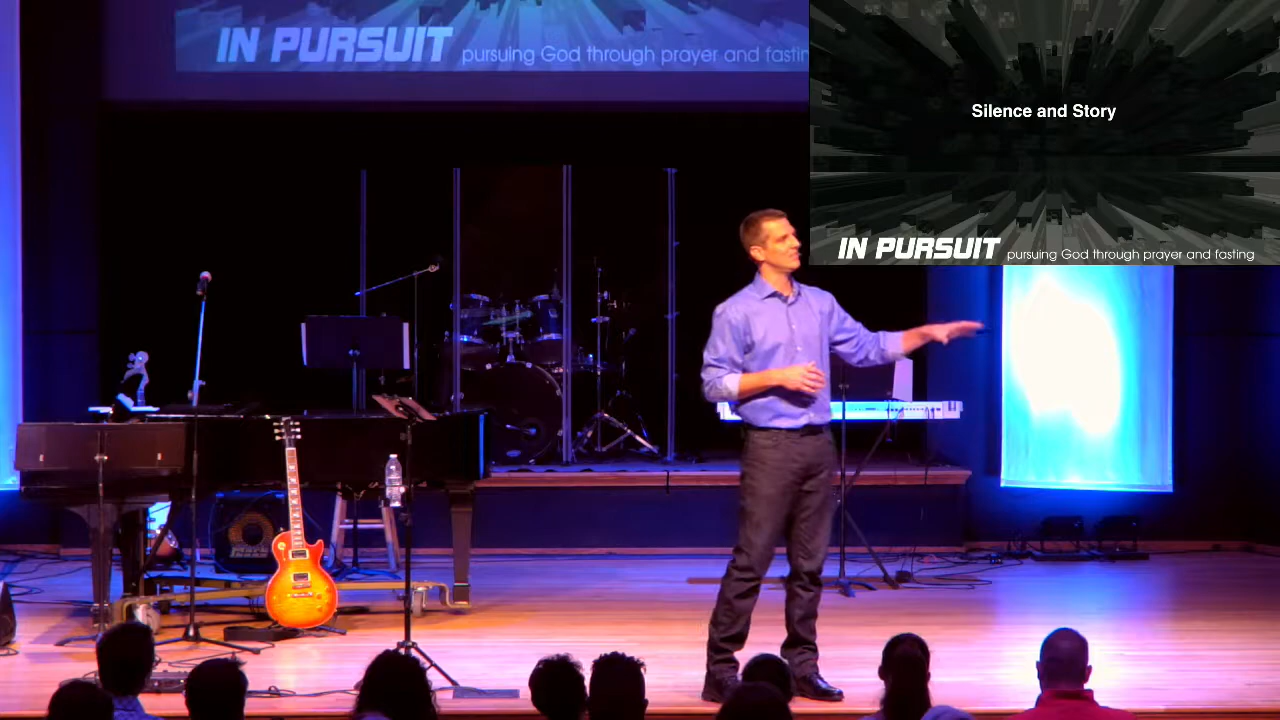 IN PURSUIT pursuing God through prayer and fastin
Silence and Story
IN PURSUIT pursuing God through prayer and fasting